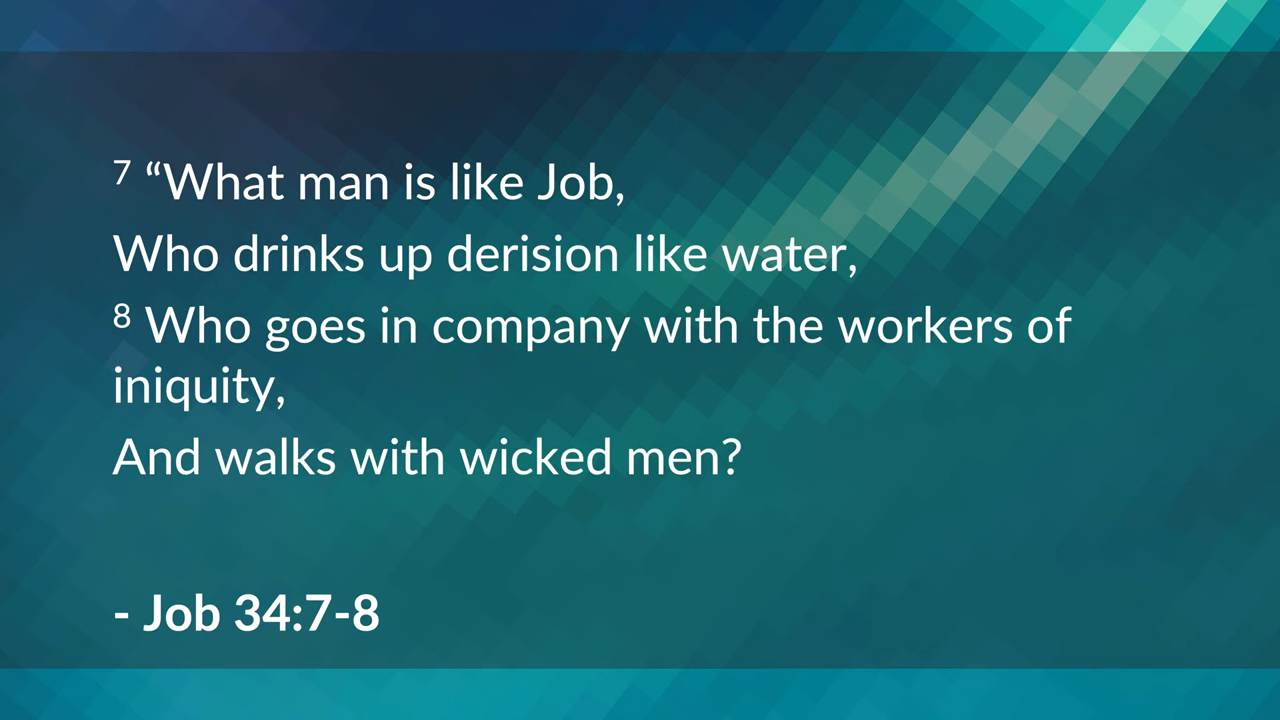 7 “What man is like Job,
Who drinks up derision like water,
8 Who goes in company with the workers of
iniquity,
And walks with wicked men?
- Job 34:7-8